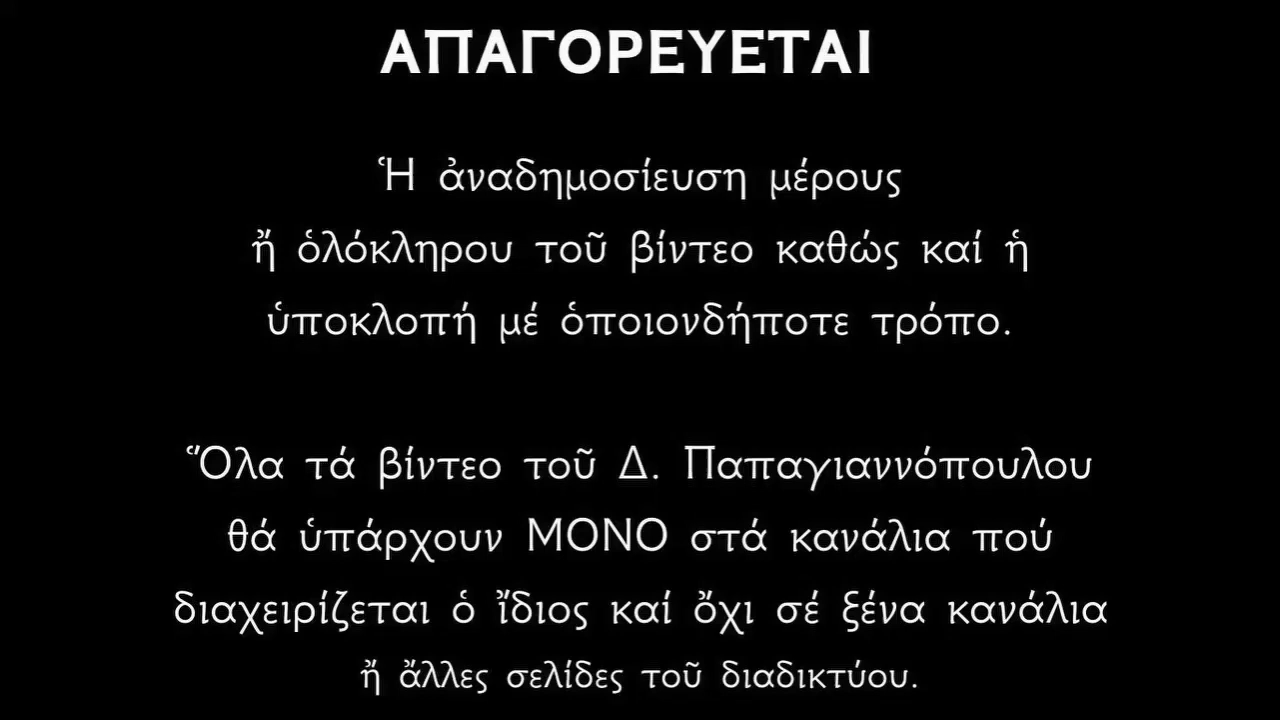 ΑΠΑΓΟΡΕΥΕΤΑΙ
Ἡ ἀναδημοσίευση μέρους
ἤ ὁλόκληρου τοῦ βίντεο καθώς καί ἡ
ὑποκλοπή μέ ὁποιονδήποτε τρόπο.
Ὅλα τά βίντεο τοῦ Δ. Παπαγιαννόπουλου
θά ὑπάρχουν ΜΟΝΟ στά κανάλια πού
διαχειρίζεται ὁ ἴδιος καί ὄχι σέ ξένα κανάλια
ἤ ἄλλες σελίδες τοῦ διαδικτύου.